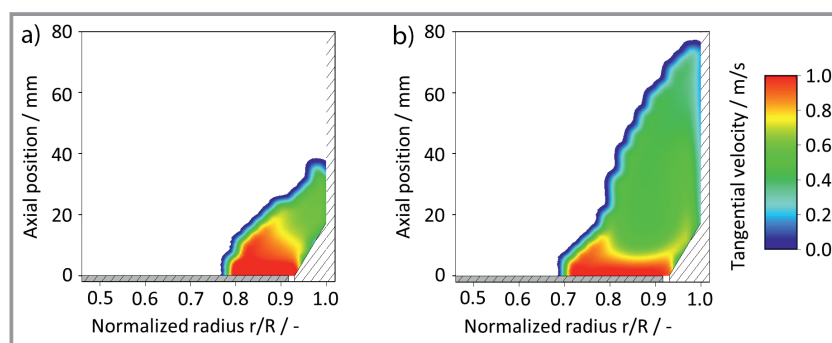 a)
80
60
40
20
0
Axial position / mm
0.5 0.6 0.7 0.8 0.9 1.0
Normalized radius r/R / -
b)
80
60
40
20
0
Axial position / mm
0.5 0.6 0.7 0.8 0.9 1.0
Normalized radius r/R / -
Tangential velocity / m/s
1.0
0.8
0.6
0.4
0.2
0.0